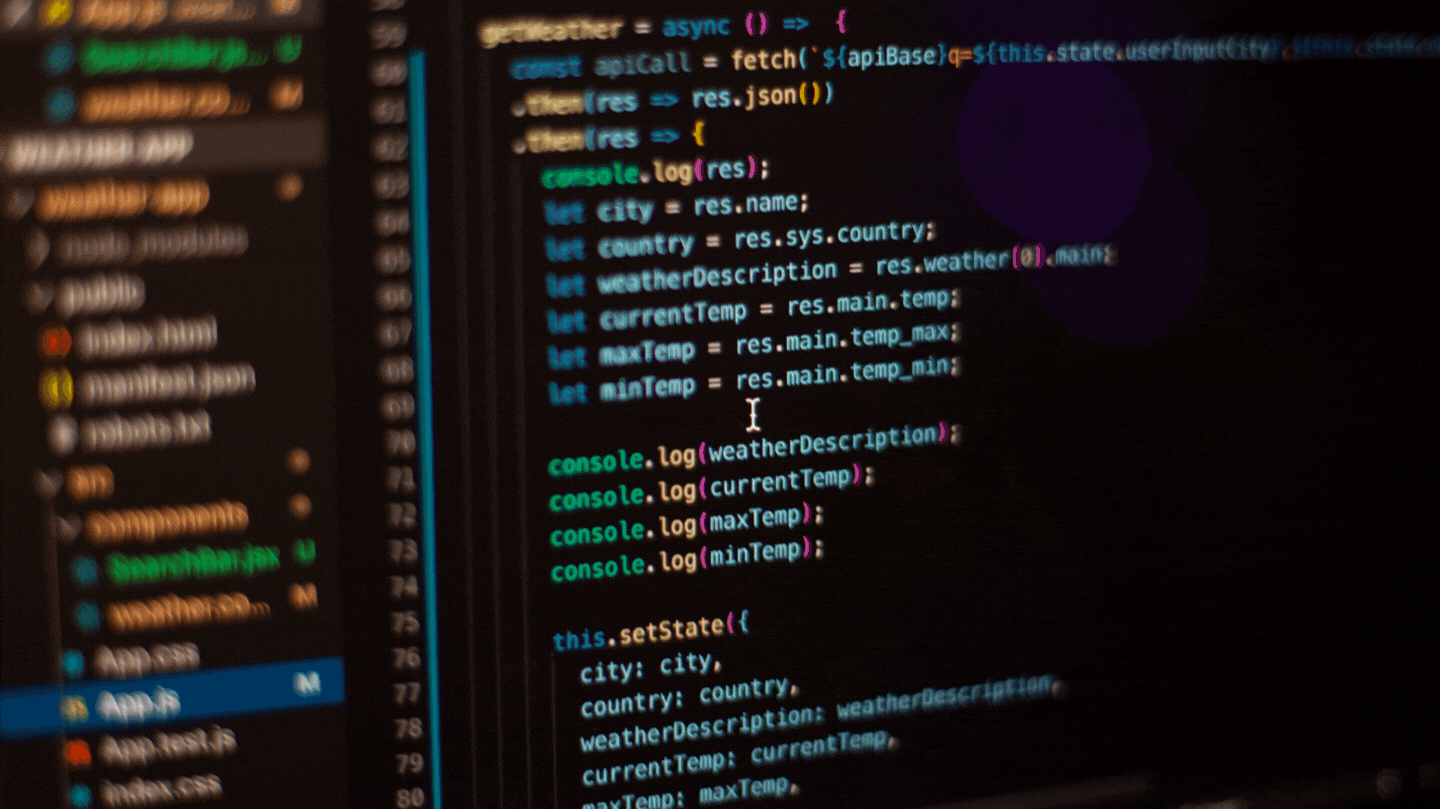 App.js
SearchBar.js... U
weather.co... M
WEATHER-APP
weather-app
node_modules
public
index.html
manifest.json
robots.txt
src
components
SearchBar.jsx U
weather.co... M
App.css
App.js M
App.test.js
index.css
getWeather = async () => {
60 const apiCall = fetch(`${apiBase}q=${this.state.userInputCity}
61 .then(res => res.json())
62 .then(res => {
63 console.log(res);
64 let city = res.name;
65 let country = res.sys.country;
66 let weatherDescription = res.weather[0].main;
67 let currentTemp = res.main.temp;
68 let maxTemp = res.main.temp_max;
69 let minTemp = res.main.temp_min;
70
71 console.log(weatherDescription);
72 console.log(currentTemp);
73 console.log(maxTemp);
74 console.log(minTemp);
75
76 this.setState({
77 city: city,
78 country: country,
79 weatherDescription: weatherDescription,
80 currentTemp: currentTemp,
maxTemp: maxTemp,